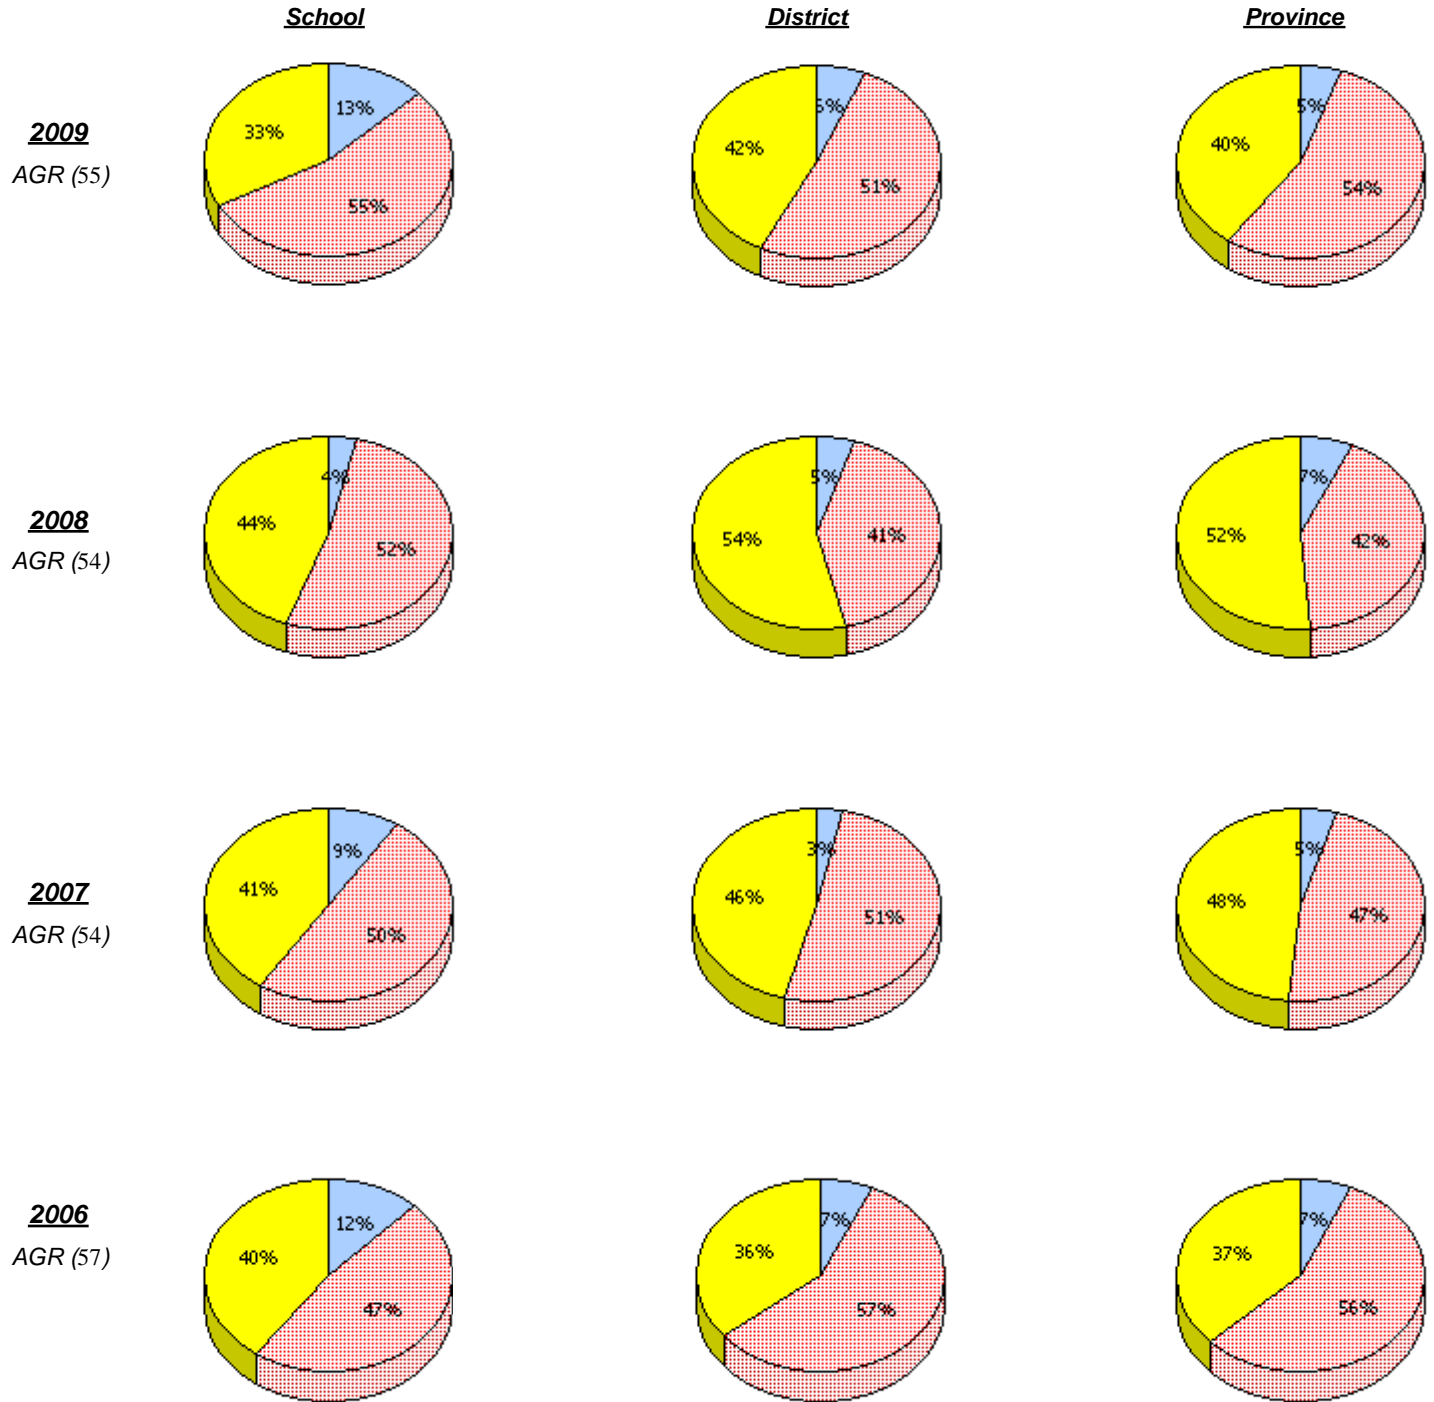 School District Province
2009
AGR (55)
33% 13% 55%
42% 6% 51%
40% 5% 54%
2008
AGR (54)
44% 4% 52%
54% 5% 41%
52% 7% 42%
2007
AGR (54)
41% 9% 50%
46% 3% 51%
48% 5% 47%
2006
AGR (57)
40% 12% 47%
36% 7% 57%
37% 7% 56%